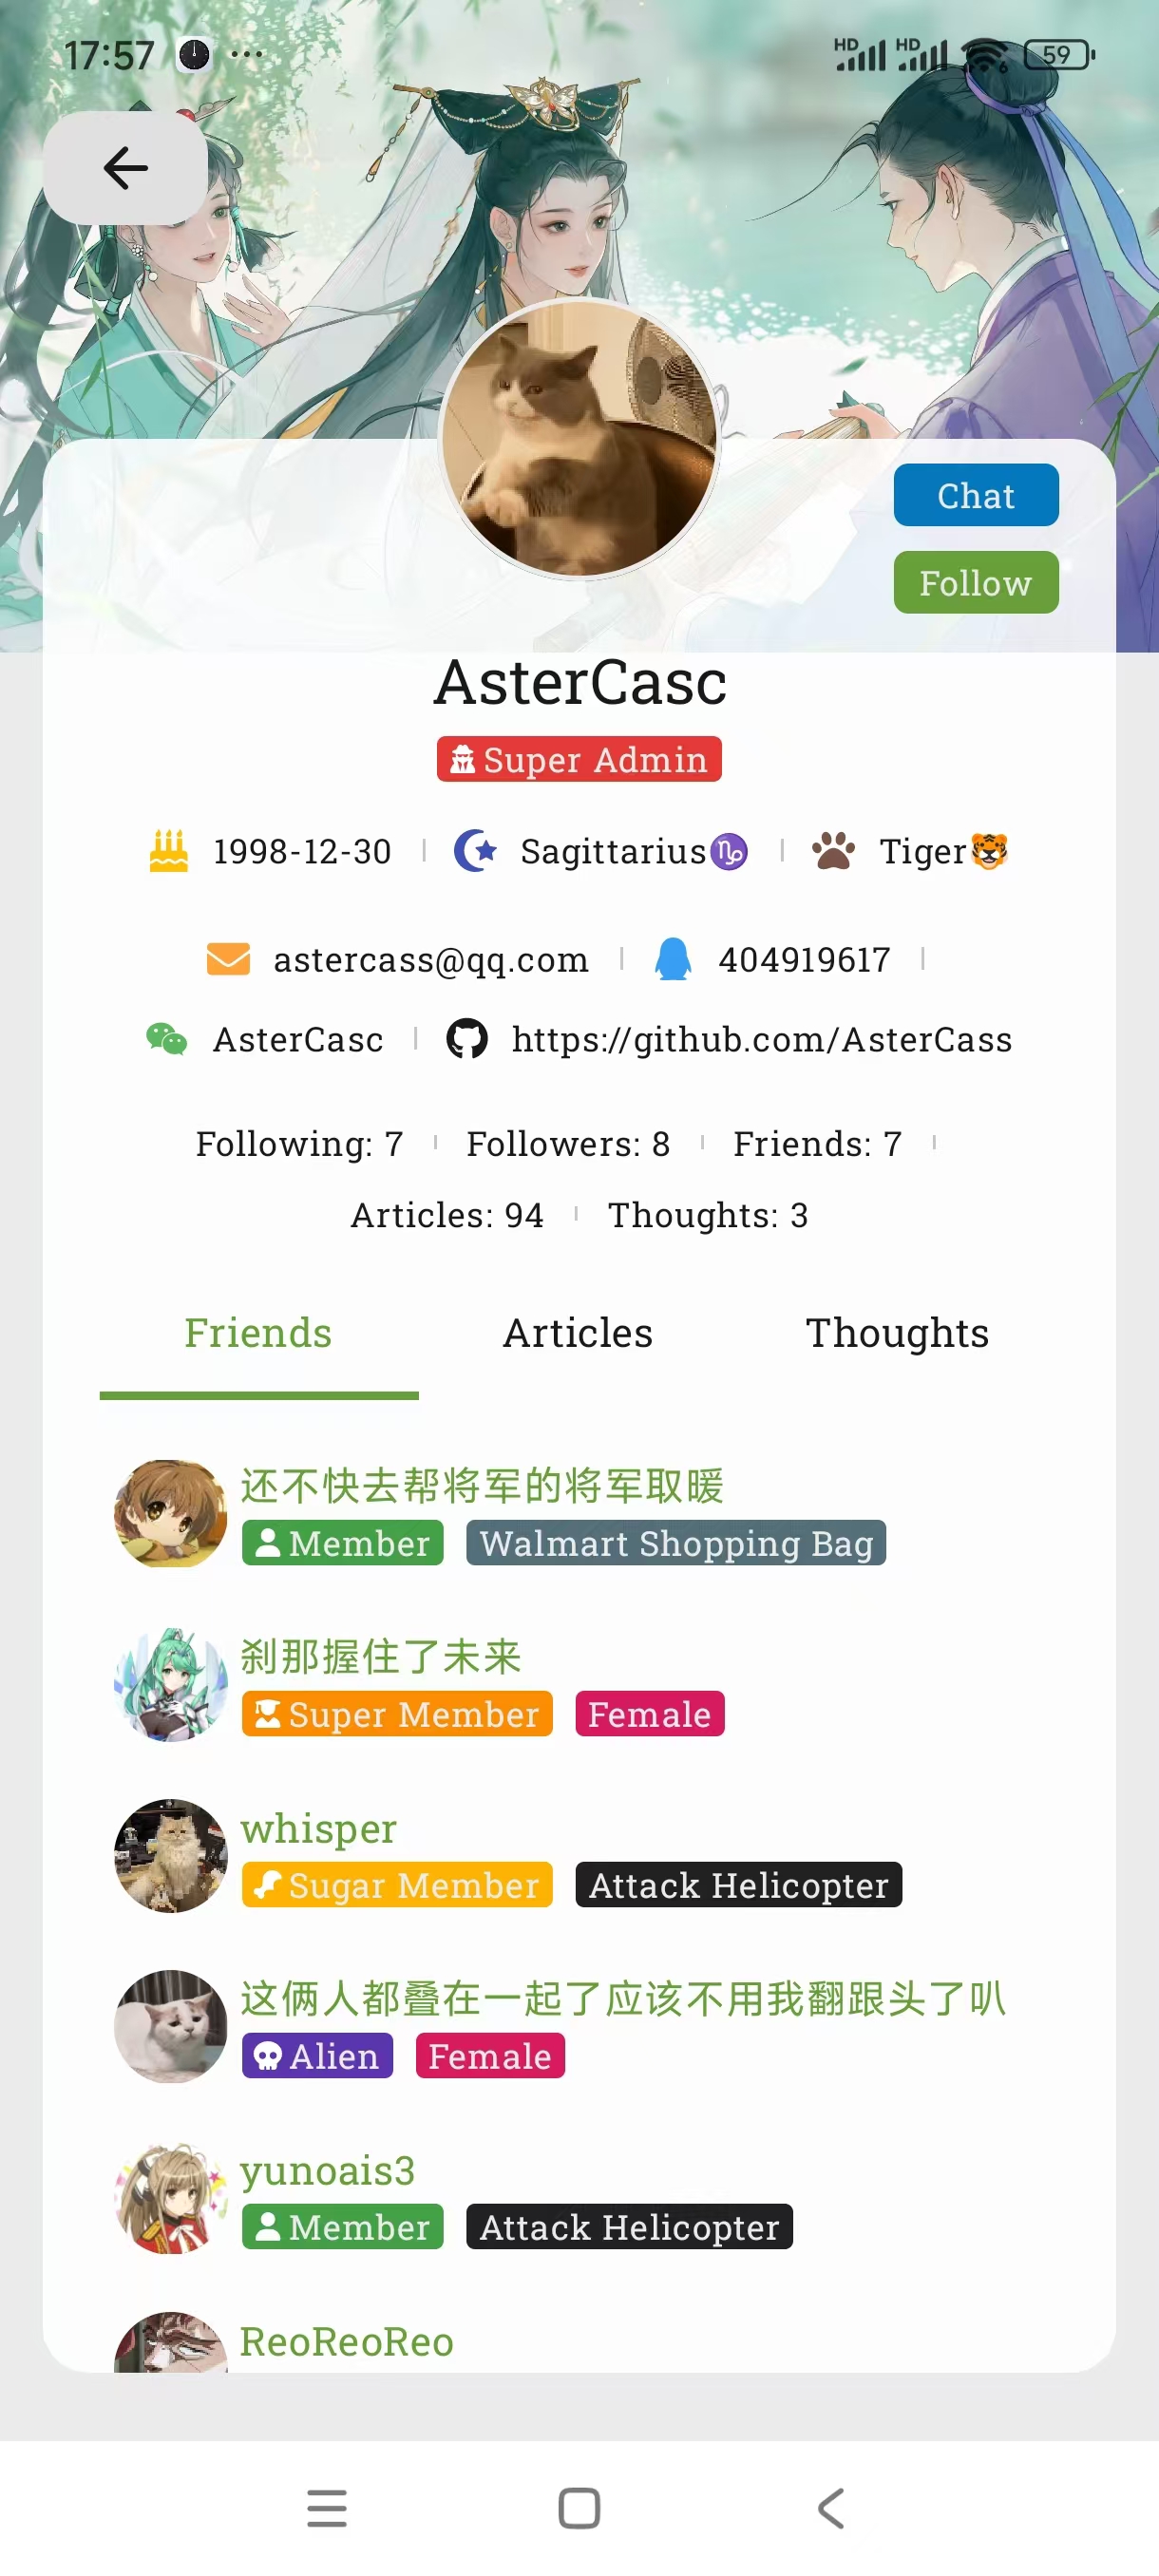 17:57 ··· HD HD 6 59
Chat
Follow
AsterCasc
Super Admin
1998-12-30 Sagittarius♑ Tiger🐯
astercass@qq.com 404919617
AsterCasc https://github.com/AsterCass
Following: 7 Followers: 8 Friends: 7
Articles: 94 Thoughts: 3
Friends Articles Thoughts
还不快去帮将军的将军取暖
Member Walmart Shopping Bag
刹那握住了未来
Super Member Female
whisper
Sugar Member Attack Helicopter
这俩人都叠在一起了应该不用我翻跟头了叭
Alien Female
yunoais3
Member Attack Helicopter
ReoReoReo